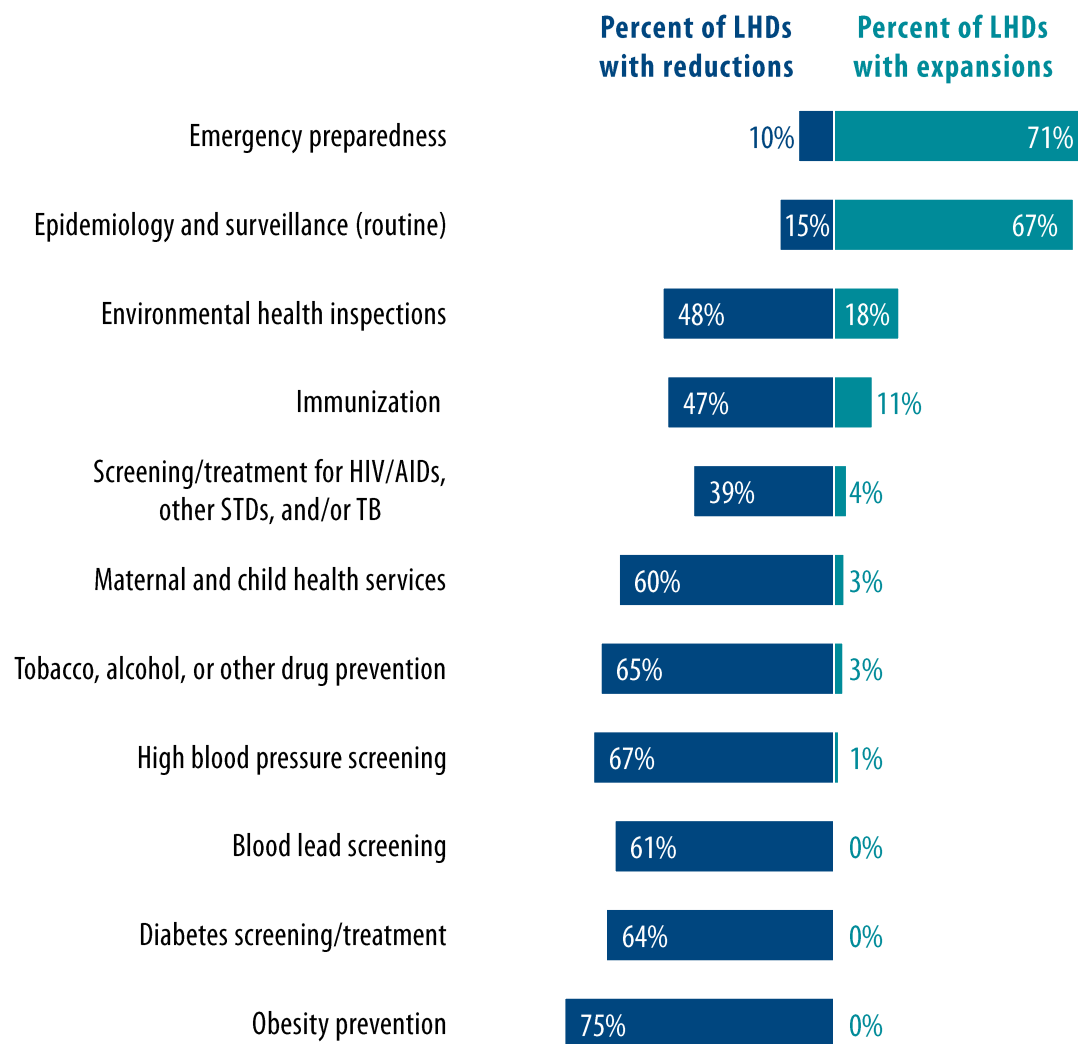 Percent of LHDs with reductions
Percent of LHDs with expansions
Emergency preparedness 10% 71%
Epidemiology and surveillance (routine) 15% 67%
Environmental health inspections 48% 18%
Immunization 47% 11%
Screening/treatment for HIV/AIDs,
other STDs, and/or TB 39% 4%
Maternal and child health services 60% 3%
Tobacco, alcohol, or other drug prevention 65% 3%
High blood pressure screening 67% 1%
Blood lead screening 61% 0%
Diabetes screening/treatment 64% 0%
Obesity prevention 75% 0%